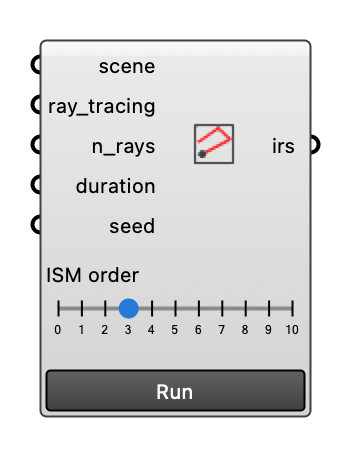 scene
ray_tracing
n_rays
irs
duration
seed
ISM order
0 1 2 3 4 5 6 7 8 9 10
Run